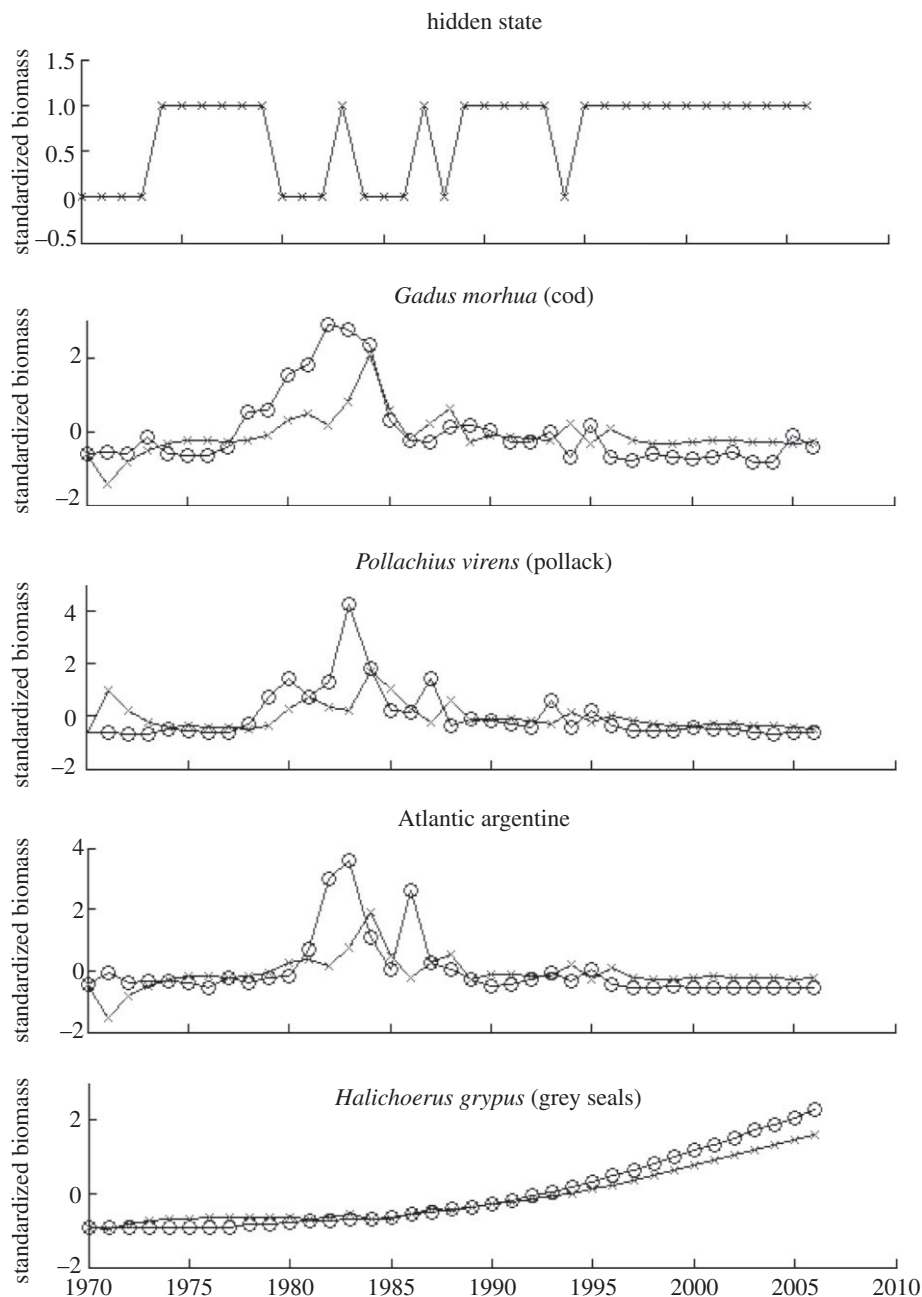 hidden state
standardized biomass
1.5
1.0
0.5
0
–0.5
Gadus morhua (cod)
standardized biomass
2
0
–2
Pollachius virens (pollack)
standardized biomass
4
2
0
–2
Atlantic argentine
standardized biomass
4
2
0
–2
Halichoerus grypus (grey seals)
standardized biomass
2
0
–2
1970 1975 1980 1985 1990 1995 2000 2005 2010